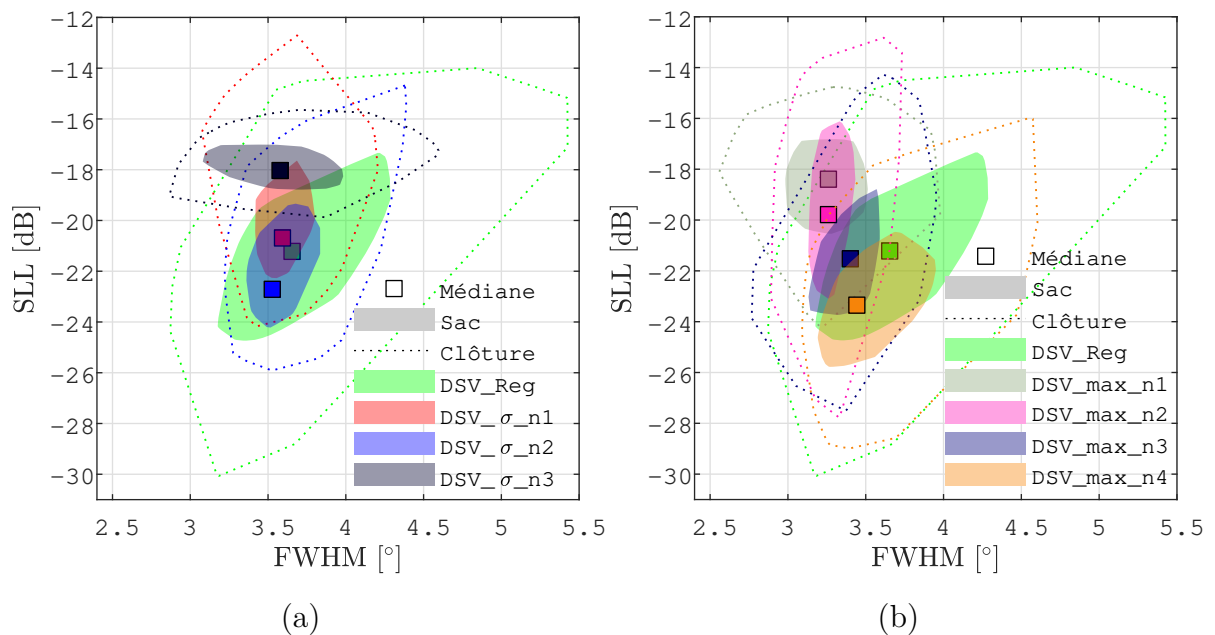 −12
−14
−16
−18
−20
−22
−24
−26
−28
−30
SLL [dB]
2.5 3 3.5 4 4.5 5 5.5
FWHM [°]
Médiane
Sac
Clôture
DSV_Reg
DSV_σ_n1
DSV_σ_n2
DSV_σ_n3
(a)
−12
−14
−16
−18
−20
−22
−24
−26
−28
−30
SLL [dB]
2.5 3 3.5 4 4.5 5 5.5
FWHM [°]
Médiane
Sac
Clôture
DSV_Reg
DSV_max_n1
DSV_max_n2
DSV_max_n3
DSV_max_n4
(b)